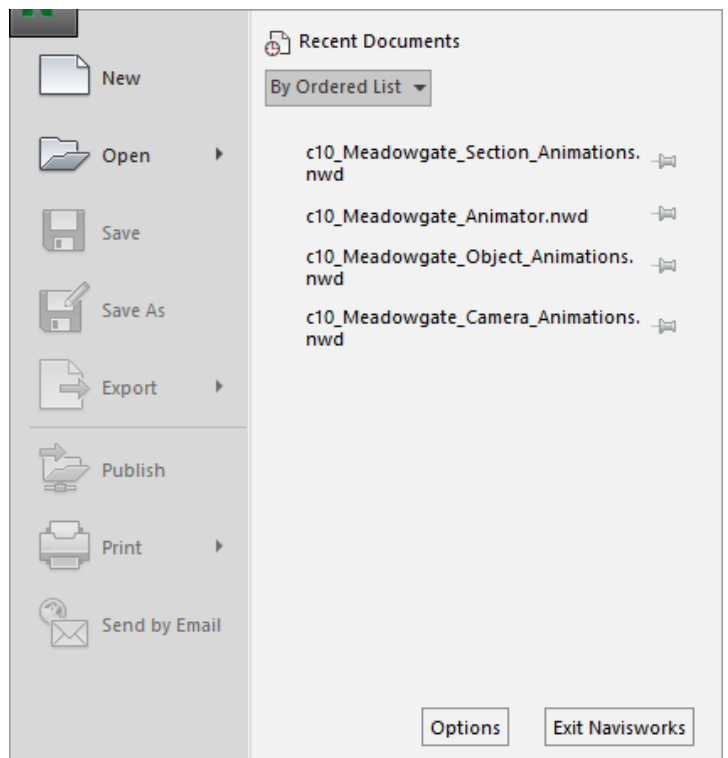 New
Open
Save
Save As
Export
Publish
Print
Send by Email
Recent Documents
By Ordered List
c10_Meadowgate_Section_Animations.
nwd
c10_Meadowgate_Animator.nwd
c10_Meadowgate_Object_Animations.
nwd
c10_Meadowgate_Camera_Animations.
nwd
Options
Exit Navisworks